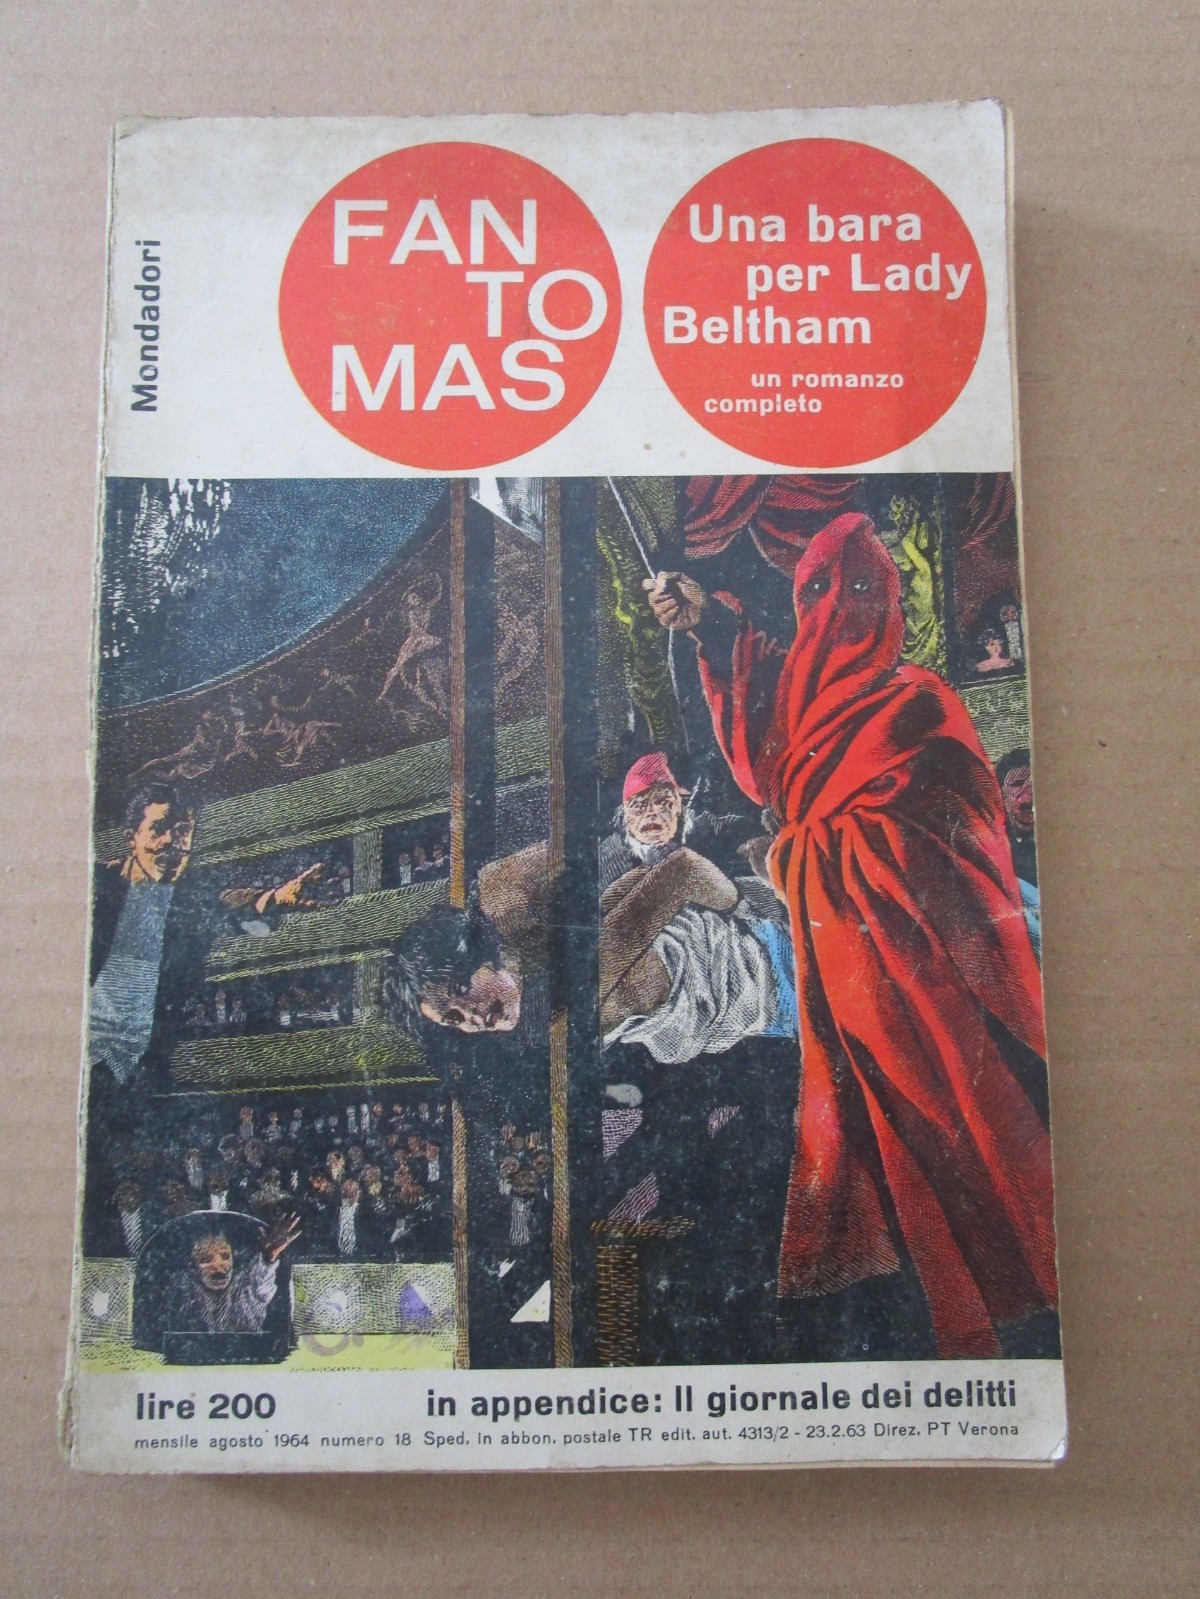 Mondadori
FAN
TO
MAS
Una bara
per Lady
Beltham
un romanzo
completo
lire 200
in appendice: Il giornale dei delitti
mensile agosto 1964 numero 18 Sped. in abbon. postale TR edit. aut. 4313/2 - 23.2.63 Direz. PT Verona